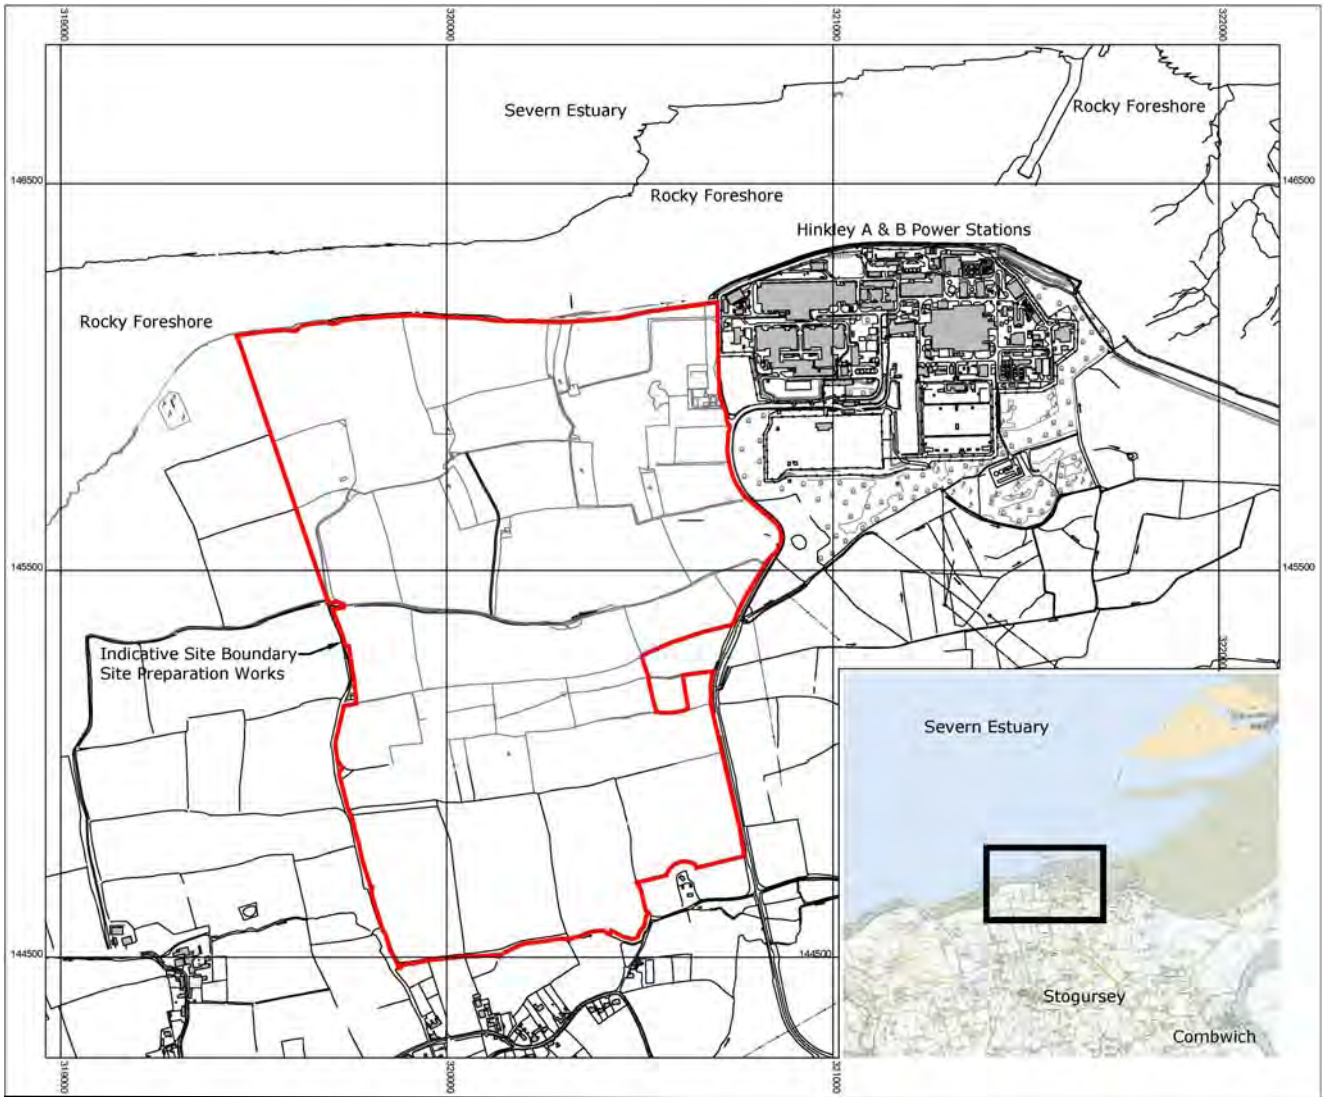 319000
320000
321000
322000
Severn Estuary
Rocky Foreshore
146500
146500
Rocky Foreshore
Hinkley A & B Power Stations
Rocky Foreshore
145500
145500
Indicative Site Boundary
Site Preparation Works
322000
Severn Estuary
144500
144500
Stogursey
Combwich
319000
320000
321000